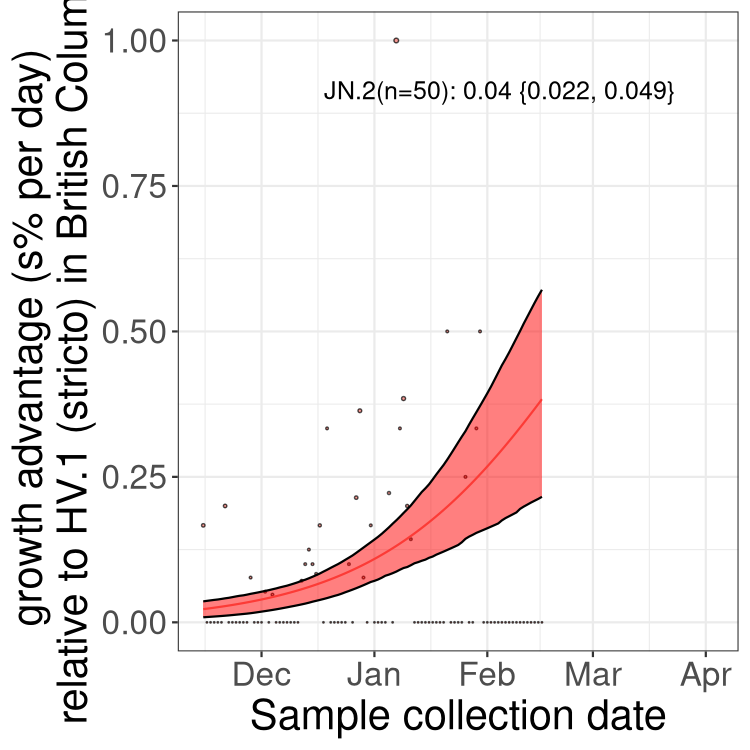 growth advantage (s% per day)
relative to HV.1 (stricto) in British Colum
1.00
0.75
0.50
0.25
0.00
JN.2(n=50): 0.04 {0.022, 0.049}
Dec Jan Feb Mar Apr
Sample collection date